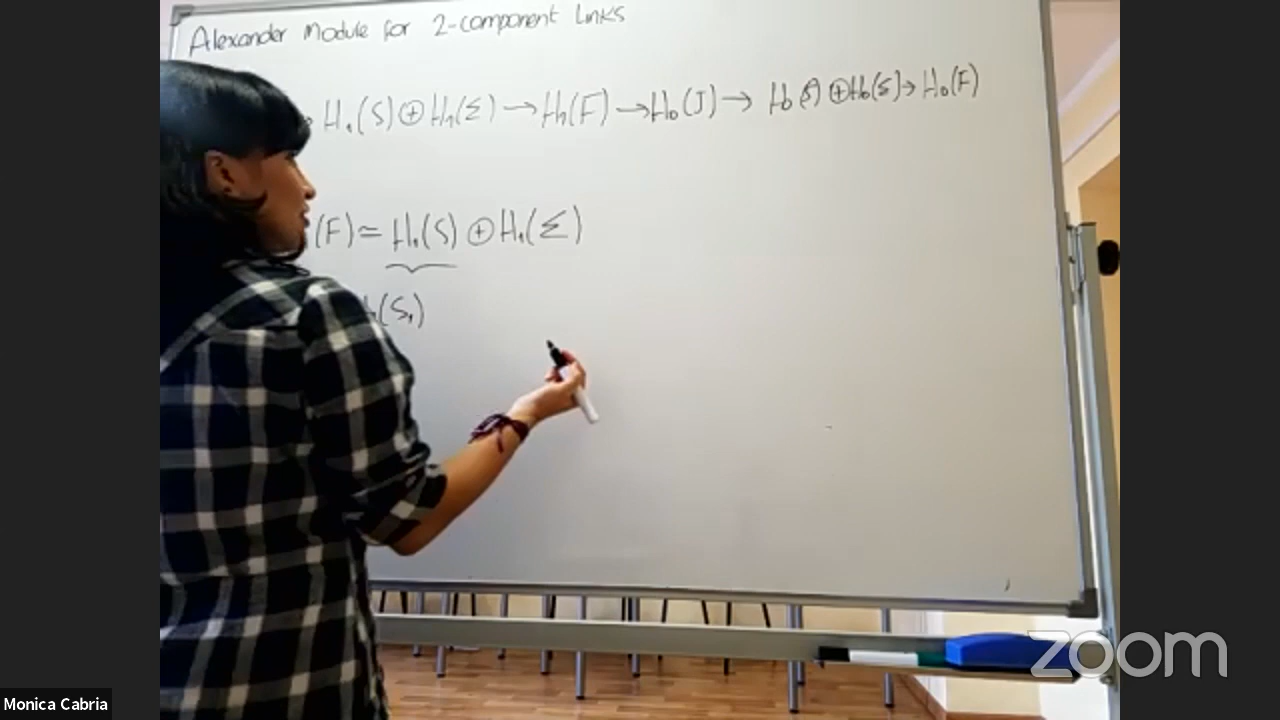 Alexander Module for 2-component Links
H₁(S) ⊕ H₁(Σ) → H₁(F) → H₀(J) → H₀(S) ⊕ H₀(Σ) → H₀(F)
(F) ≃ H₁(S) ⊕ H₁(Σ)
(S₁)
zoom
Monica Cabria